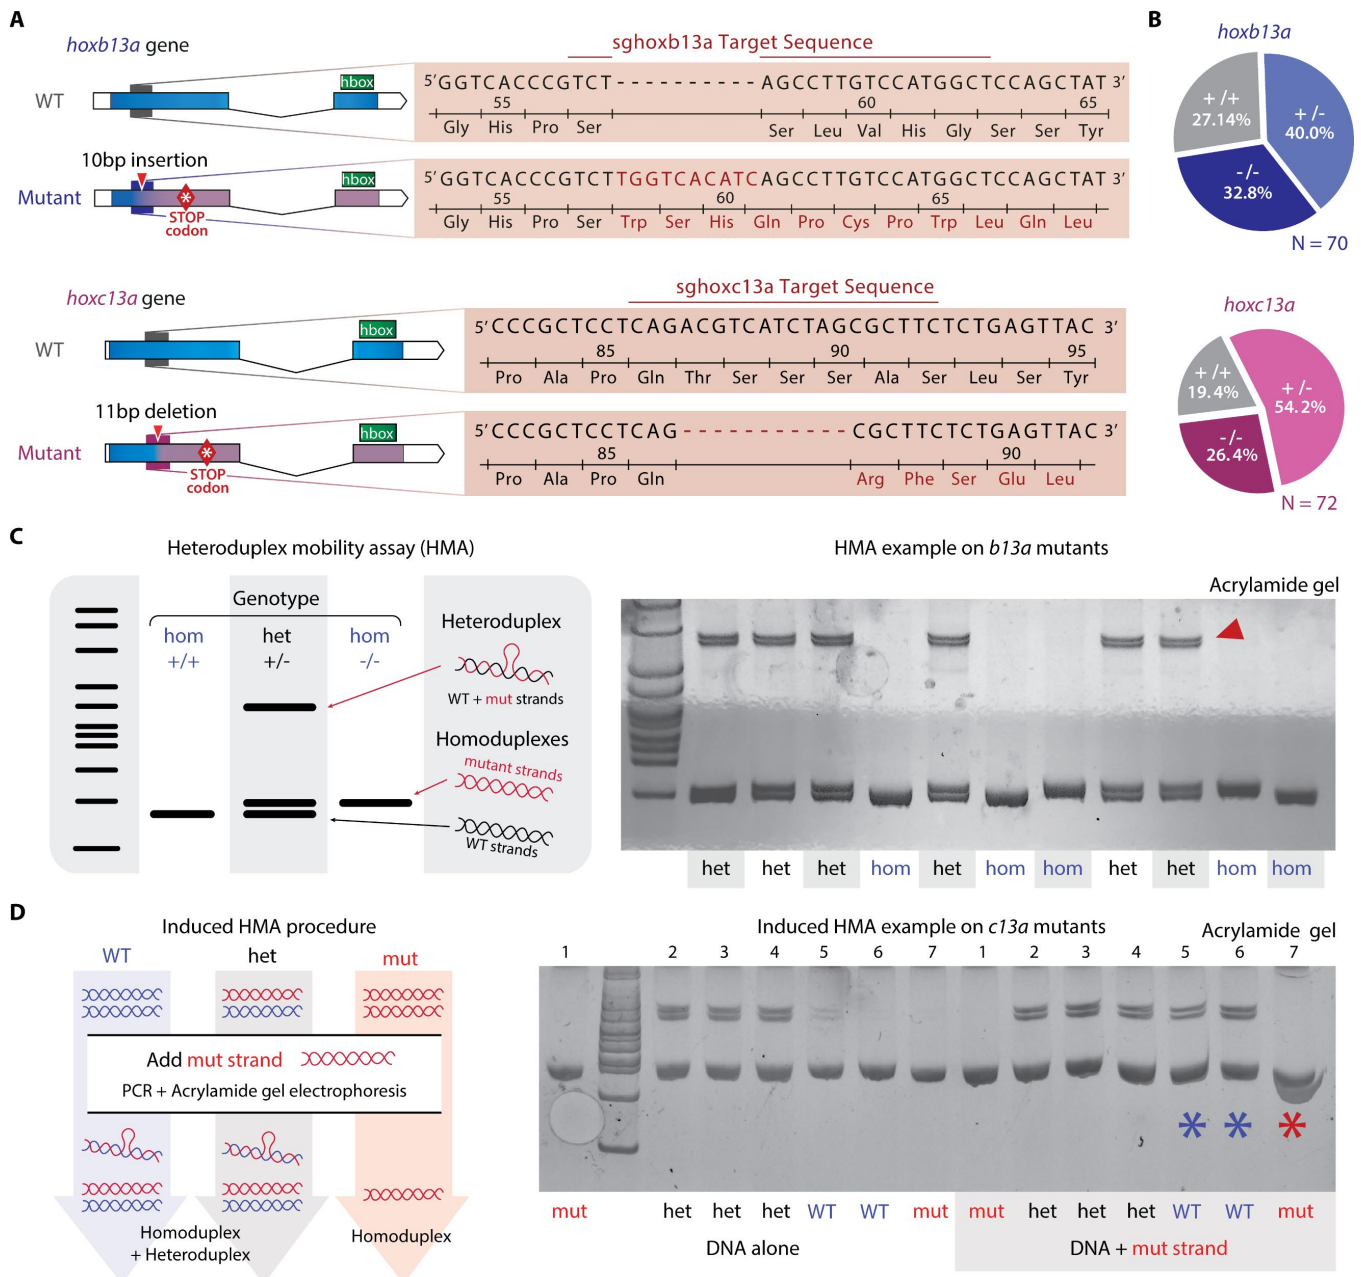 A
hoxb13a gene
sghoxb13a Target Sequence
WT
hbox
5′ GGTCACCCGTCT - - - - - - - - - - AGCCTTGTCCATGGCTCCAGCTAT 3′
55 60 65
Gly His Pro Ser Ser Leu Val His Gly Ser Ser Tyr
10bp insertion
Mutant
hbox
STOP
codon
5′ GGTCACCCGTCTTGGTCACATCAGCCTTGTCCATGGCTCCAGCTAT 3′
55 60 65
Gly His Pro Ser Trp Ser His Gln Pro Cys Pro Trp Leu Gln Leu
hoxc13a gene
sghoxc13a Target Sequence
WT
hbox
5′ CCCGCTCCTCAGACGTCATCTAGCGCTTCTCTGAGTTAC 3′
85 90 95
Pro Ala Pro Gln Thr Ser Ser Ser Ala Ser Leu Ser Tyr
11bp deletion
Mutant
hbox
STOP
codon
5′ CCCGCTCCTCAG - - - - - - - - - - - CGCTTCTCTGAGTTAC 3′
85 90
Pro Ala Pro Gln Arg Phe Ser Glu Leu
B
hoxb13a
+ /+
27.14%
+ /-
40.0%
- /-
32.8%
N = 70
hoxc13a
+ /+
19.4%
+ /-
54.2%
- /-
26.4%
N = 72
C
Heteroduplex mobility assay (HMA)
Genotype
hom het hom
+/+ +/- -/-
Heteroduplex
WT + mut strands
Homoduplexes
mutant strands
WT strands
HMA example on b13a mutants
Acrylamide gel
het het het hom het hom hom het het hom hom
D
Induced HMA procedure
WT het mut
Add mut strand
PCR + Acrylamide gel electrophoresis
Homoduplex
+ Heteroduplex
Homoduplex
Induced HMA example on c13a mutants
Acrylamide gel
1 2 3 4 5 6 7 1 2 3 4 5 6 7
* * *
mut het het het WT WT mut mut het het het WT WT mut
DNA alone
DNA + mut strand